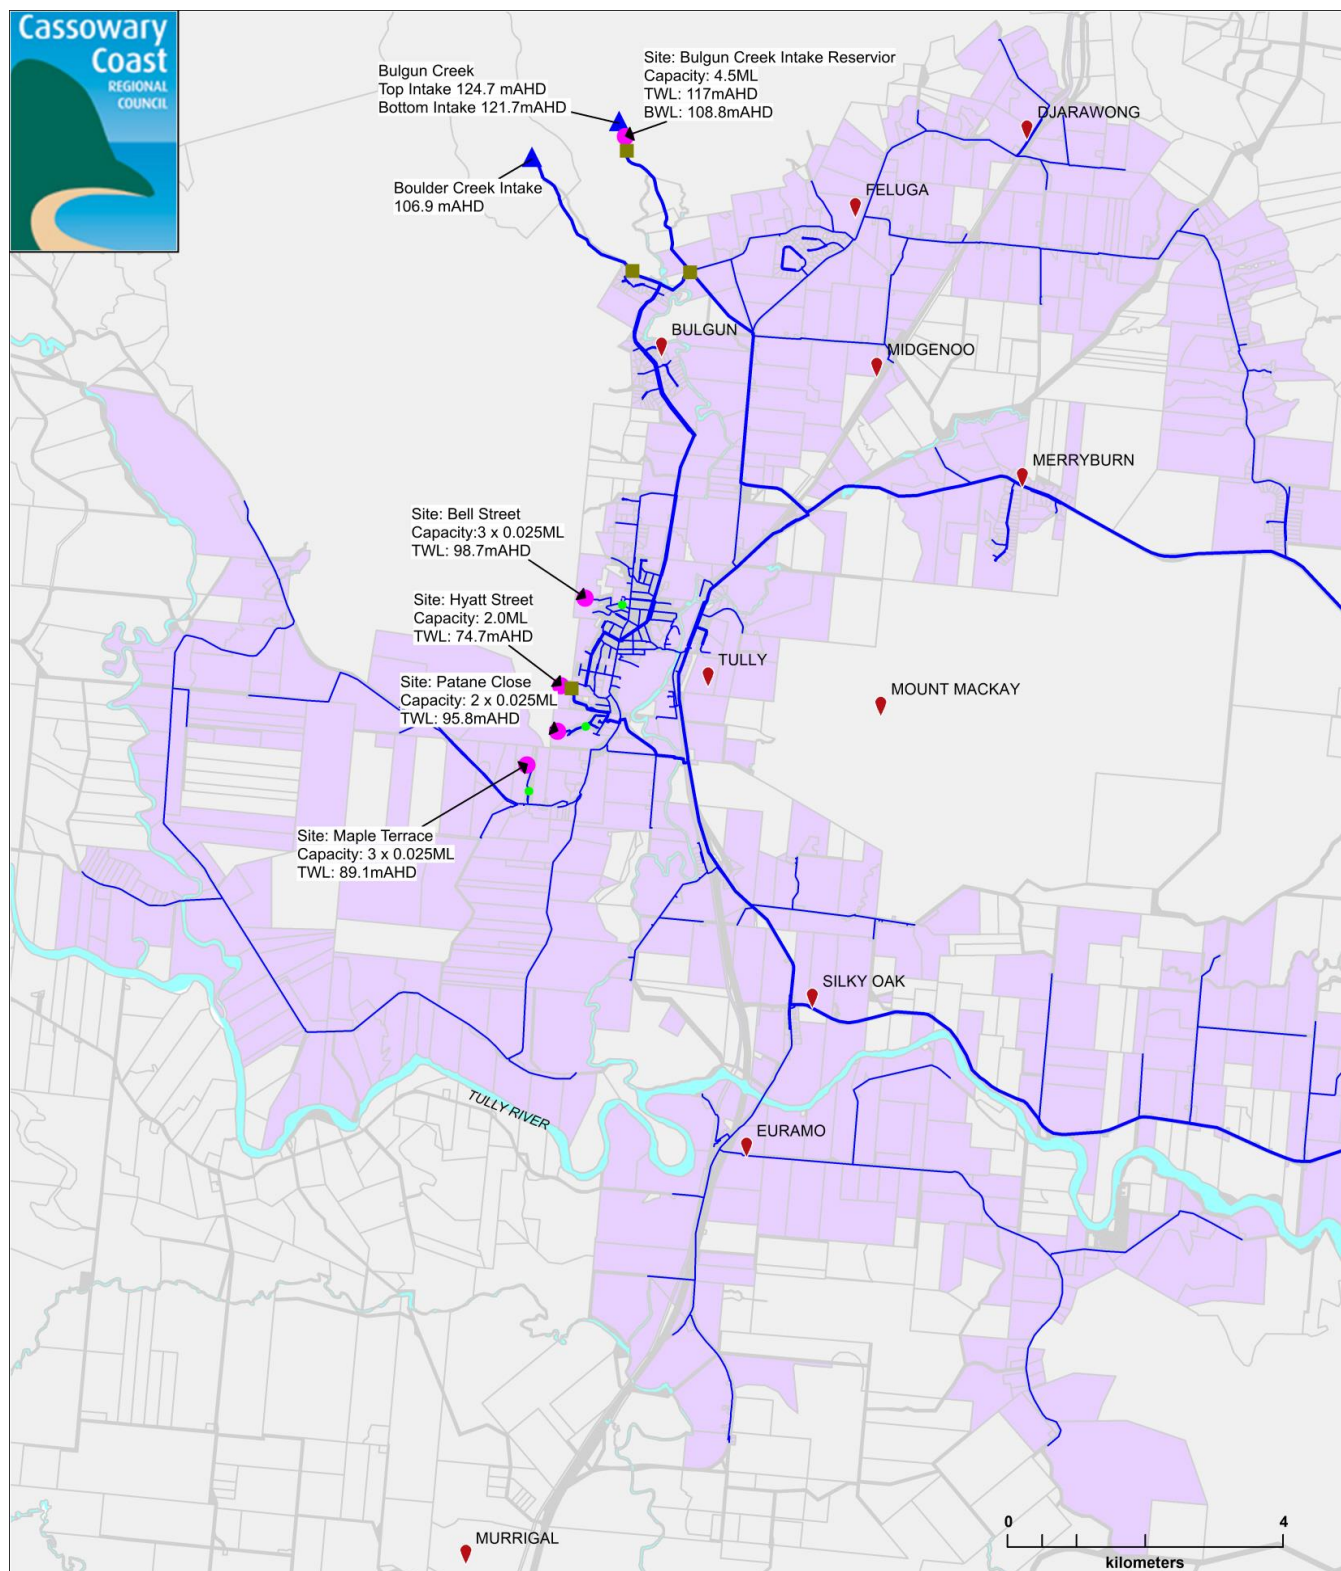 Cassowary
Coast
REGIONAL
COUNCIL
Bulgun Creek
Top Intake 124.7 mAHD
Bottom Intake 121.7mAHD
Site: Bulgun Creek Intake Reservior
Capacity: 4.5ML
TWL: 117mAHD
BWL: 108.8mAHD
Boulder Creek Intake
106.9 mAHD
DJARAWONG
FELUGA
BULGUN
MIDGENOO
MERRYBURN
Site: Bell Street
Capacity:3 x 0.025ML
TWL: 98.7mAHD
Site: Hyatt Street
Capacity: 2.0ML
TWL: 74.7mAHD
Site: Patane Close
Capacity: 2 x 0.025ML
TWL: 95.8mAHD
TULLY
MOUNT MACKAY
Site: Maple Terrace
Capacity: 3 x 0.025ML
TWL: 89.1mAHD
SILKY OAK
TULLY RIVER
EURAMO
MURRIGAL
0 4
kilometers